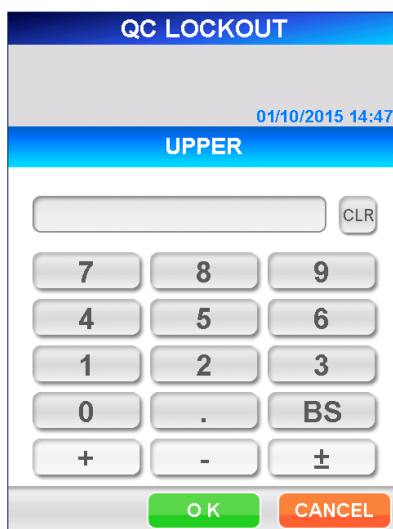 QC LOCKOUT
01/10/2015 14:47
UPPER
CLR
7 8 9
4 5 6
1 2 3
0 . BS
+ - ±
OK CANCEL